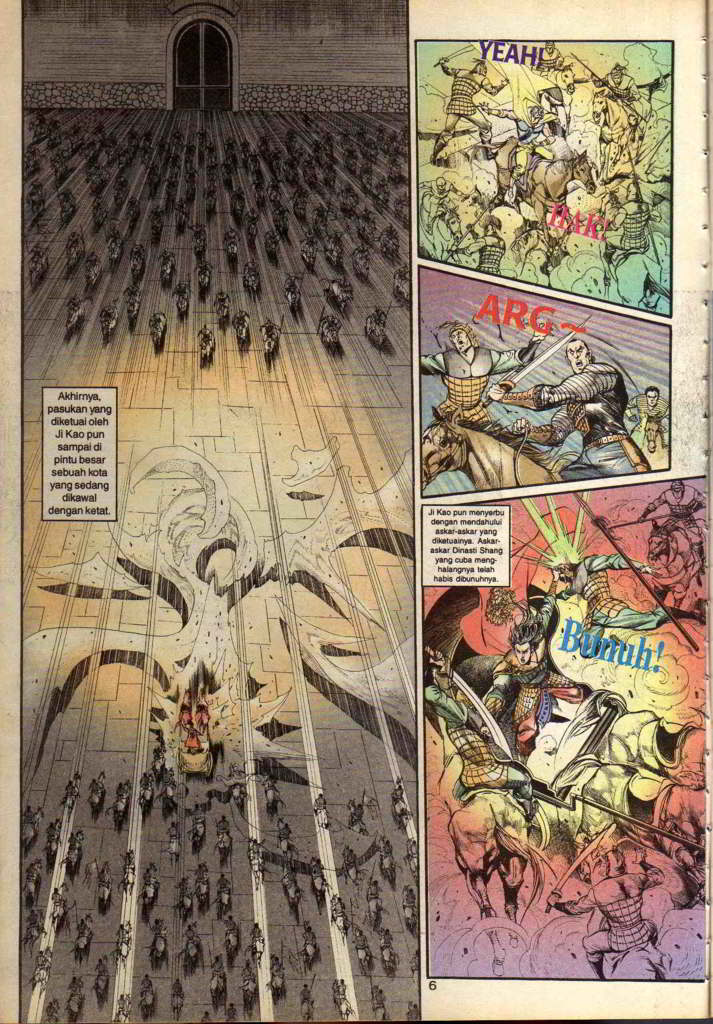 Akhirnya,
pasukan yang
diketuai oleh
Ji Kao pun
sampai di
pintu besar
sebuah kota
yang sedang
dikawal
dengan ketat.
YEAH!
HAK!
ARG~
Ji Kao pun menyerbu
dengan mendahului
askar-askar yang
diketuainya. Askar-
askar Dinasti Shang
yang cuba meng-
halangnya telah
habis dibunuhnya.
Bunuh!
6